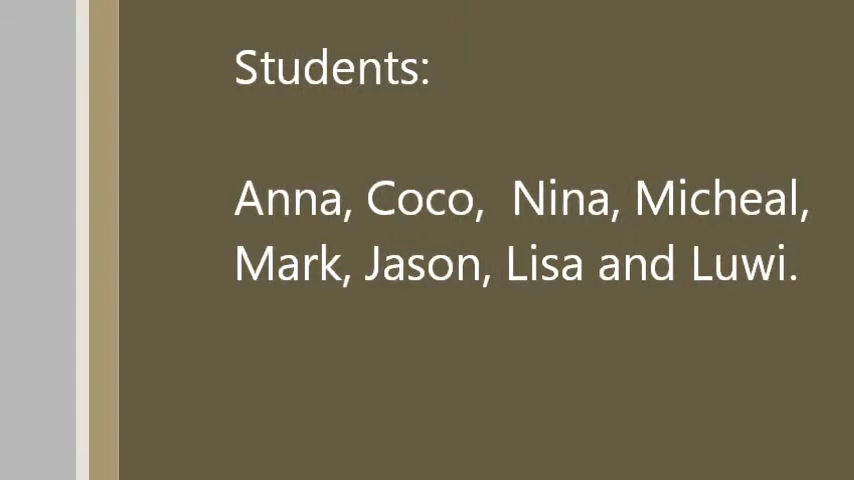 Students:
Anna, Coco,  Nina, Micheal,
Mark, Jason, Lisa and Luwi.